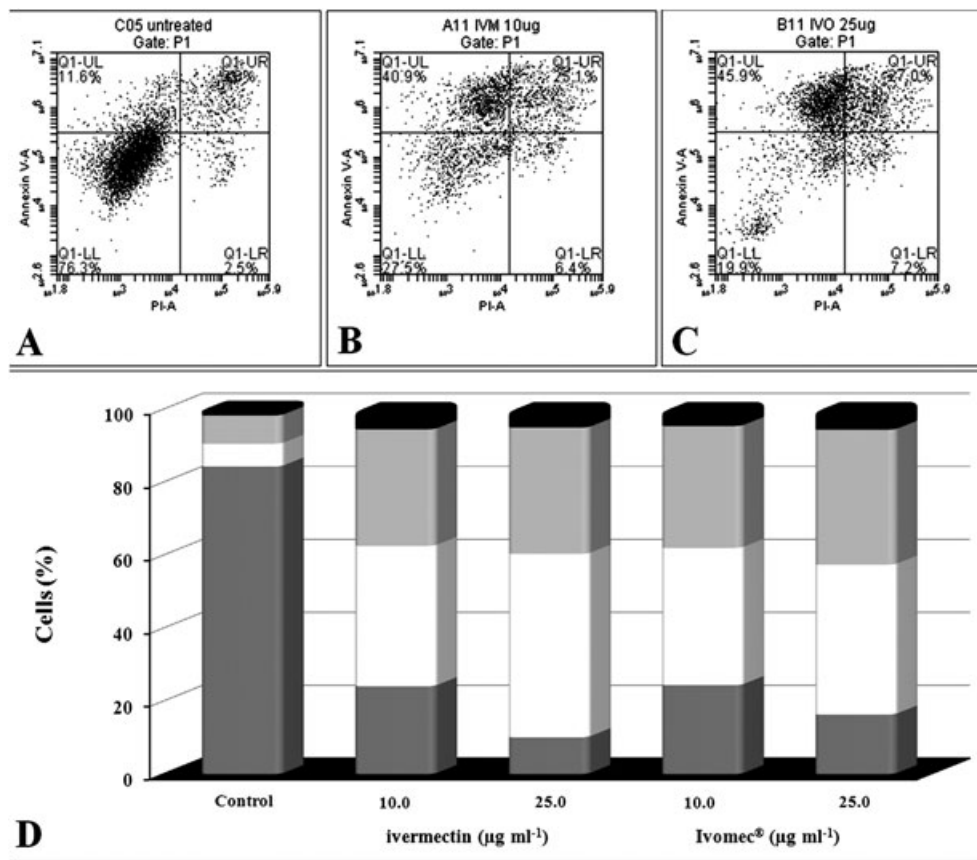 C05 untreated
Gate: P1
Q1-UL
11.6%
Q1-UR
Q1-LL
76.3%
Q1-LR
2.5%
Annexin V-A
PI-A
A
A11 IVM 10ug
Gate: P1
Q1-UL
40.9%
Q1-UR
Q1-LL
27.5%
Q1-LR
6.4%
Annexin V-A
PI-A
B
B11 IVO 25ug
Gate: P1
Q1-UL
45.9%
Q1-UR
27.0%
Q1-LL
19.9%
Q1-LR
7.2%
Annexin V-A
PI-A
C
100
80
60
40
20
0
Cells (%)
Control 10.0 25.0 10.0 25.0
ivermectin (µg ml⁻¹) Ivomec® (µg ml⁻¹)
D